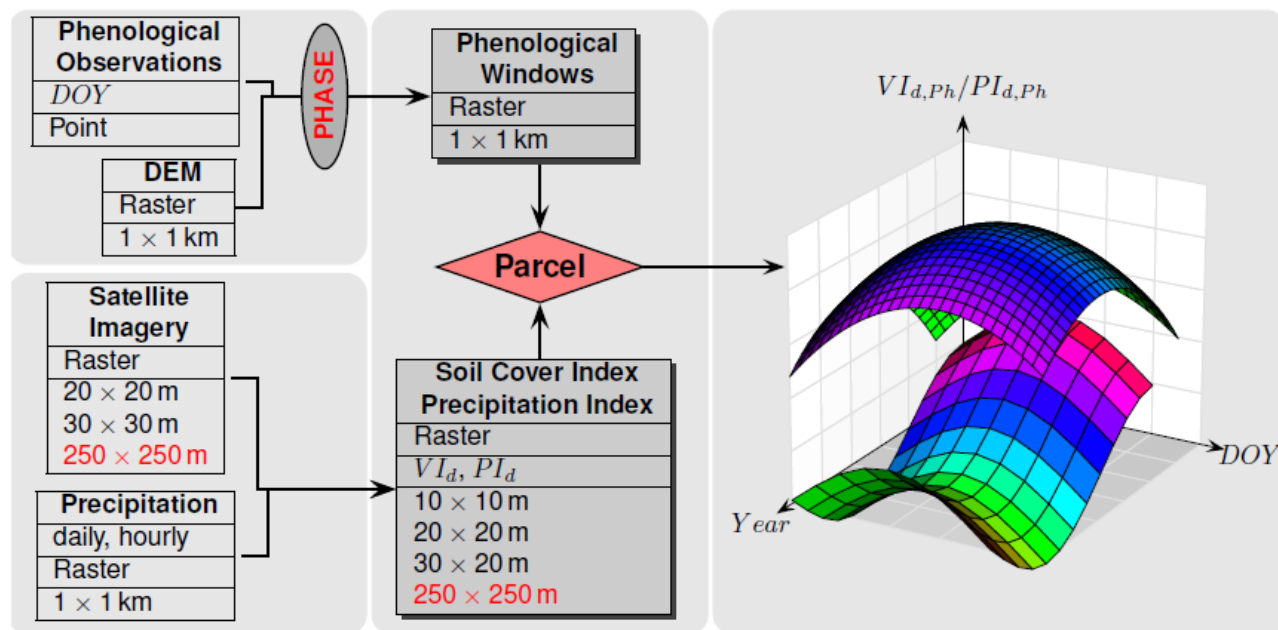 Phenological
Observations
DOY
Point
DEM
Raster
1 × 1 km
PHASE
Satellite
Imagery
Raster
20 × 20 m
30 × 30 m
250 × 250 m
Precipitation
daily, hourly
Raster
1 × 1 km
Phenological
Windows
Raster
1 × 1 km
Parcel
Soil Cover Index
Precipitation Index
Raster
VI_d, PI_d
10 × 10 m
20 × 20 m
30 × 20 m
250 × 250 m
VI_{d,Ph}/PI_{d,Ph}
DOY
Year